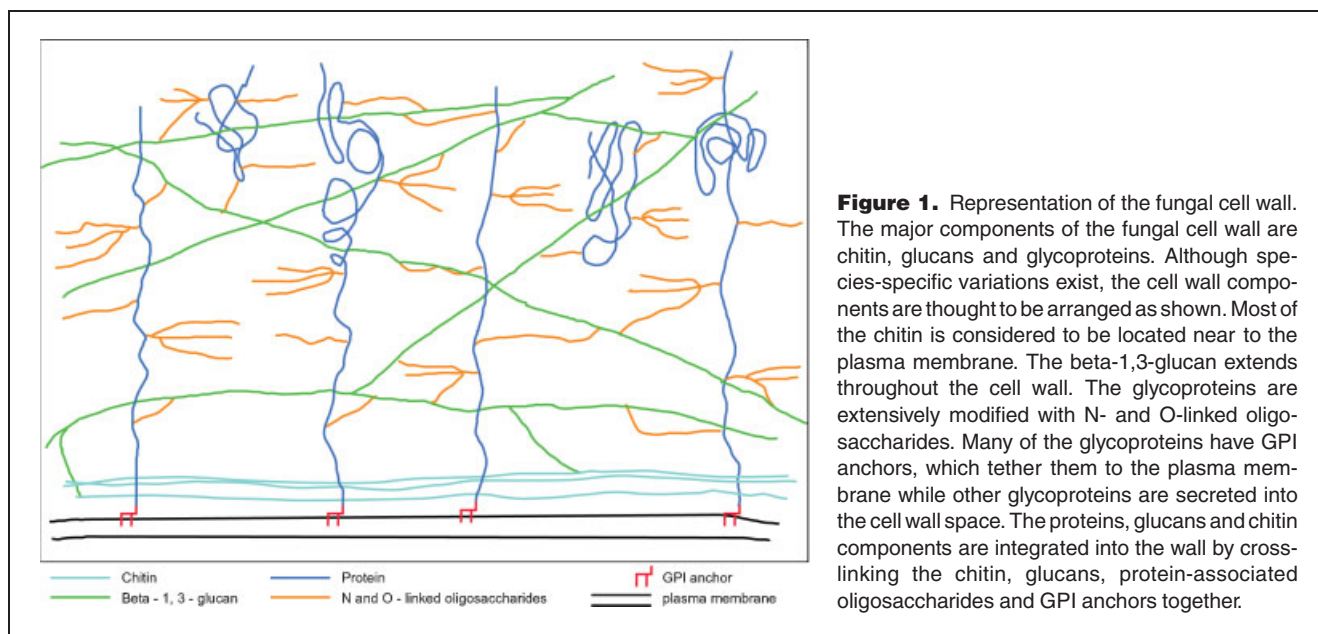 Figure 1. Representation of the fungal cell wall.
The major components of the fungal cell wall are
chitin, glucans and glycoproteins. Although spe-
cies-specific variations exist, the cell wall compo-
nents are thought to be arranged as shown. Most of
the chitin is considered to be located near to the
plasma membrane. The beta-1,3-glucan extends
throughout the cell wall. The glycoproteins are
extensively modified with N- and O-linked oligo-
saccharides. Many of the glycoproteins have GPI
anchors, which tether them to the plasma mem-
brane while other glycoproteins are secreted into
the cell wall space. The proteins, glucans and chitin
components are integrated into the wall by cross-
linking the chitin, glucans, protein-associated
oligosaccharides and GPI anchors together.
Chitin
Protein
GPI anchor
Beta - 1, 3 - glucan
N and O - linked oligosaccharides
plasma membrane